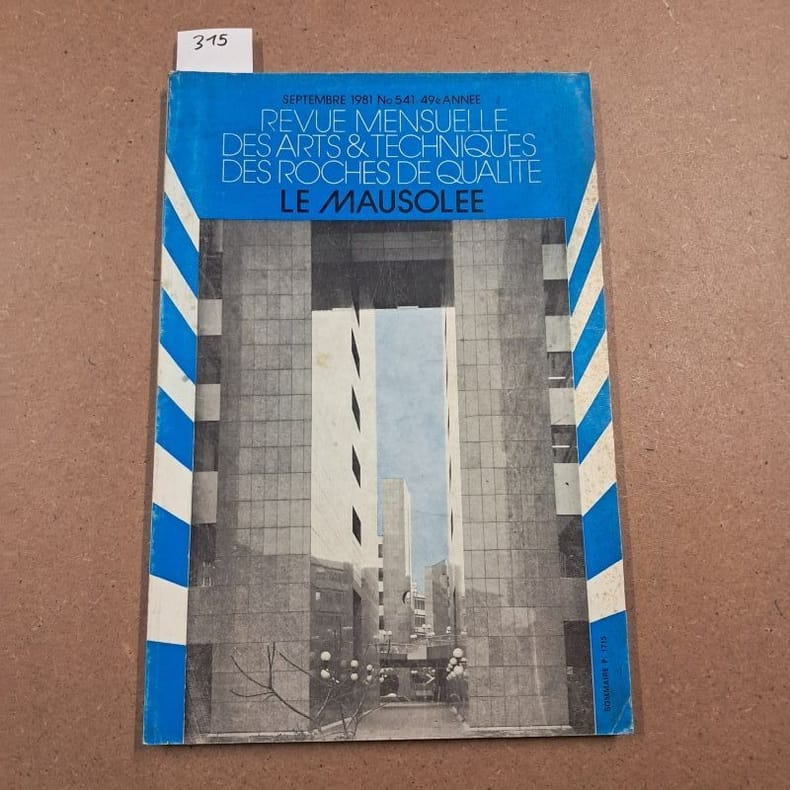 315
SEPTEMBRE 1981 No 541 49e ANNEE
REVUE MENSUELLE
DES ARTS & TECHNIQUES
DES ROCHES DE QUALITE
LE MAUSOLEE
SOMMAIRE P. 1715